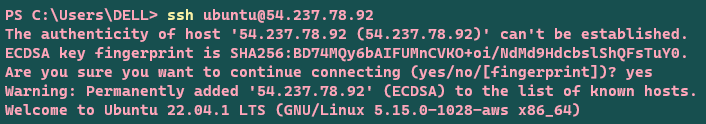 PS C:\Users\DELL> ssh ubuntu@54.237.78.92
The authenticity of host '54.237.78.92 (54.237.78.92)' can't be established.
ECDSA key fingerprint is SHA256:BD74MQy6bAIFUMnCVKO+oi/NdMd9HdcbslShQFsTuY0.
Are you sure you want to continue connecting (yes/no/[fingerprint])? yes
Warning: Permanently added '54.237.78.92' (ECDSA) to the list of known hosts.
Welcome to Ubuntu 22.04.1 LTS (GNU/Linux 5.15.0-1028-aws x86_64)